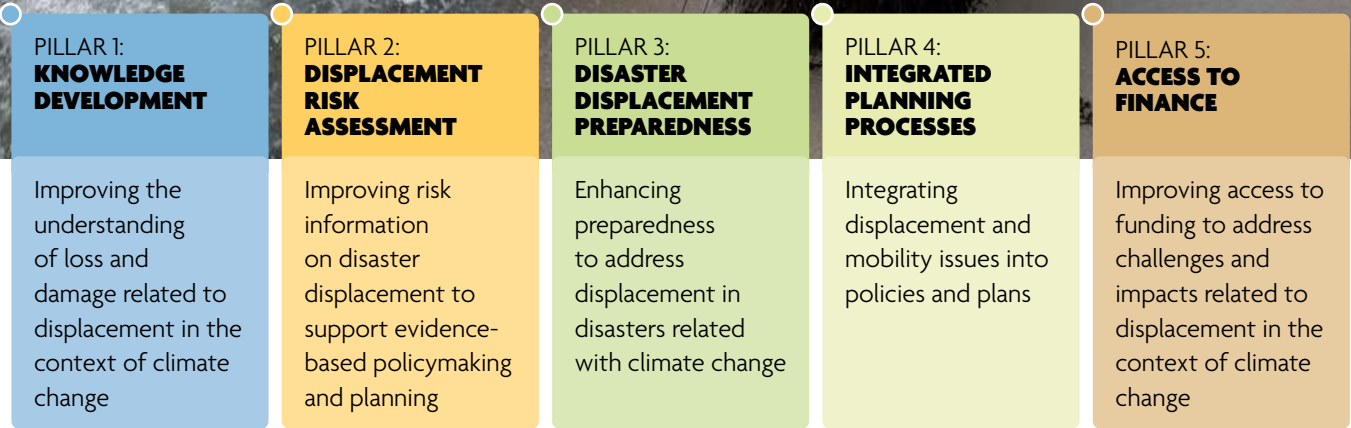 PILLAR 1:
KNOWLEDGE
DEVELOPMENT
Improving the
understanding
of loss and
damage related to
displacement in the
context of climate
change
PILLAR 2:
DISPLACEMENT
RISK
ASSESSMENT
Improving risk
information
on disaster
displacement to
support evidence-
based policymaking
and planning
PILLAR 3:
DISASTER
DISPLACEMENT
PREPAREDNESS
Enhancing
preparedness
to address
displacement in
disasters related
with climate change
PILLAR 4:
INTEGRATED
PLANNING
PROCESSES
Integrating
displacement and
mobility issues into
policies and plans
PILLAR 5:
ACCESS TO
FINANCE
Improving access to
funding to address
challenges and
impacts related to
displacement in the
context of climate
change